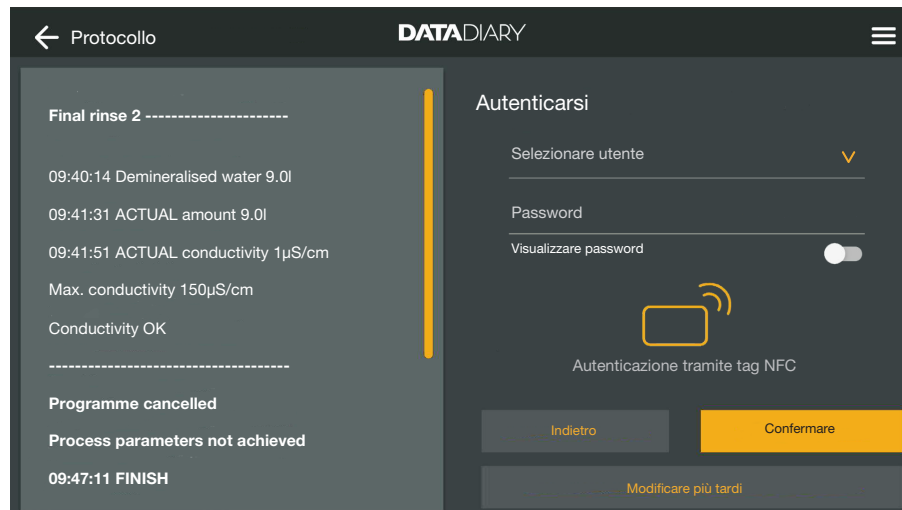 Protocollo
DATADIARY
Final rinse 2 ----------------------
09:40:14 Demineralised water 9.0l
09:41:31 ACTUAL amount 9.0l
09:41:51 ACTUAL conductivity 1µS/cm
Max. conductivity 150µS/cm
Conductivity OK
-------------------------------------
Programme cancelled
Process parameters not achieved
09:47:11 FINISH
Autenticarsi
Selezionare utente
Password
Visualizzare password
Autenticazione tramite tag NFC
Indietro
Confermare
Modificare più tardi